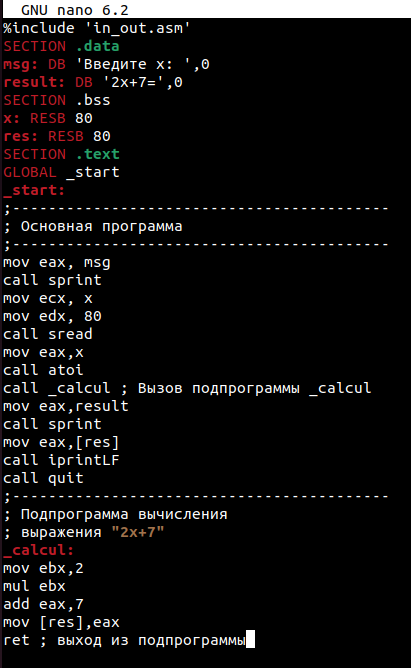 GNU nano 6.2
%include 'in_out.asm'
SECTION .data
msg: DB 'Введите x: ',0
result: DB '2x+7=',0
SECTION .bss
x: RESB 80
res: RESB 80
SECTION .text
GLOBAL _start
_start:
;------------------------------------------
; Основная программа
;------------------------------------------
mov eax, msg
call sprint
mov ecx, x
mov edx, 80
call sread
mov eax,x
call atoi
call _calcul ; Вызов подпрограммы _calcul
mov eax,result
call sprint
mov eax,[res]
call iprintLF
call quit
;------------------------------------------
; Подпрограмма вычисления
; выражения "2x+7"
_calcul:
mov ebx,2
mul ebx
add eax,7
mov [res],eax
ret ; выход из подпрограммы